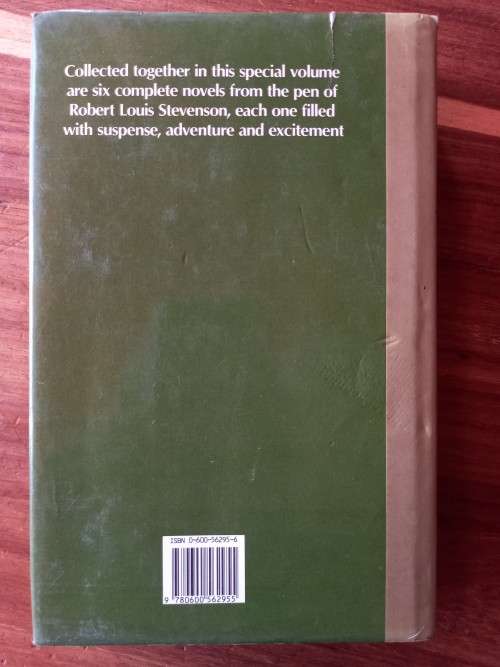 Collected together in this special volume
are six complete novels from the pen of
Robert Louis Stevenson, each one filled
with suspense, adventure and excitement
ISBN 0-600-56295-6
9 780600 562955